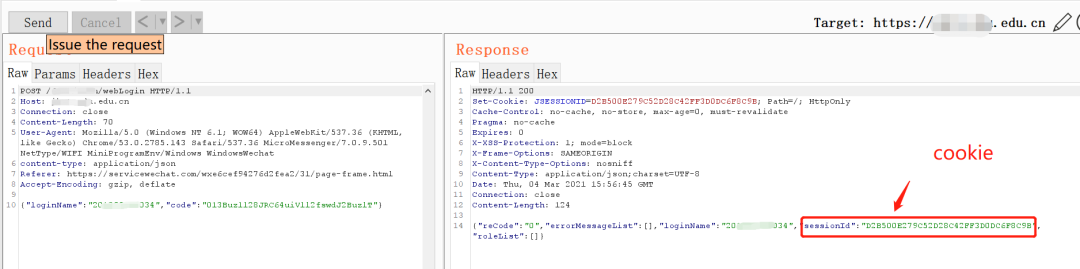 Send Cancel < > Target: https:// .edu.cn
Issue the request
Request Response
Raw Params Headers Hex
Raw Headers Hex
1 POST / /webLogin HTTP/1.1
2 Host: .edu.cn
3 Connection: close
4 Content-Length: 70
5 User-Agent: Mozilla/5.0 (Windows NT 6.1; WOW64) AppleWebKit/537.36 (KHTML,
like Gecko) Chrome/53.0.2785.143 Safari/537.36 MicroMessenger/7.0.9.501
NetType/WIFI MiniProgramEnv/Windows WindowsWechat
6 content-type: application/json
7 Referer: https://servicewechat.com/wxe6cef94276d2fea2/31/page-frame.html
8 Accept-Encoding: gzip, deflate
9
10 {"loginName":"20 034","code":"013Buzll28JRC64uiVll2fswdJ2BuzlT"}
1 HTTP/1.1 200
2 Set-Cookie: JSESSIONID=D2B500E279C52D28C42FF3D0DC6F8C9B; Path=/; HttpOnly
3 Cache-Control: no-cache, no-store, max-age=0, must-revalidate
4 Pragma: no-cache
5 Expires: 0
6 X-XSS-Protection: 1; mode=block
7 X-Frame-Options: SAMEORIGIN
8 X-Content-Type-Options: nosniff
9 Content-Type: application/json;charset=UTF-8
10 Date: Thu, 04 Mar 2021 15:56:45 GMT
11 Connection: close
12 Content-Length: 124
13
14 {"reCode":"0","errorMessageList":[],"loginName":"20 034","sessionId":"D2B500E279C52D28C42FF3D0DC6F8C9B",
"roleList":[]}
cookie